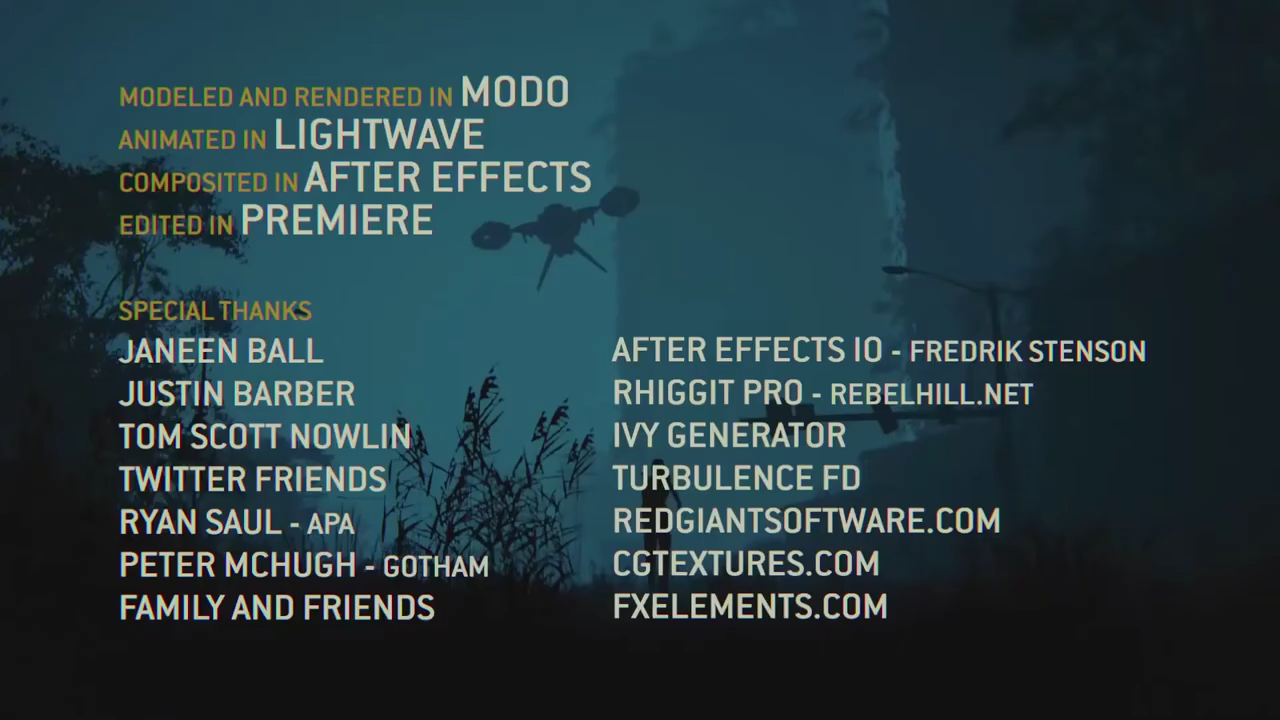 MODELED AND RENDERED IN MODO
ANIMATED IN LIGHTWAVE
COMPOSITED IN AFTER EFFECTS
EDITED IN PREMIERE
SPECIAL THANKS
JANEEN BALL
JUSTIN BARBER
TOM SCOTT NOWLIN
TWITTER FRIENDS
RYAN SAUL - APA
PETER MCHUGH - GOTHAM
FAMILY AND FRIENDS
AFTER EFFECTS IO - FREDRIK STENSON
RHIGGIT PRO - REBELHILL.NET
IVY GENERATOR
TURBULENCE FD
REDGIANTSOFTWARE.COM
CGTEXTURES.COM
FXELEMENTS.COM